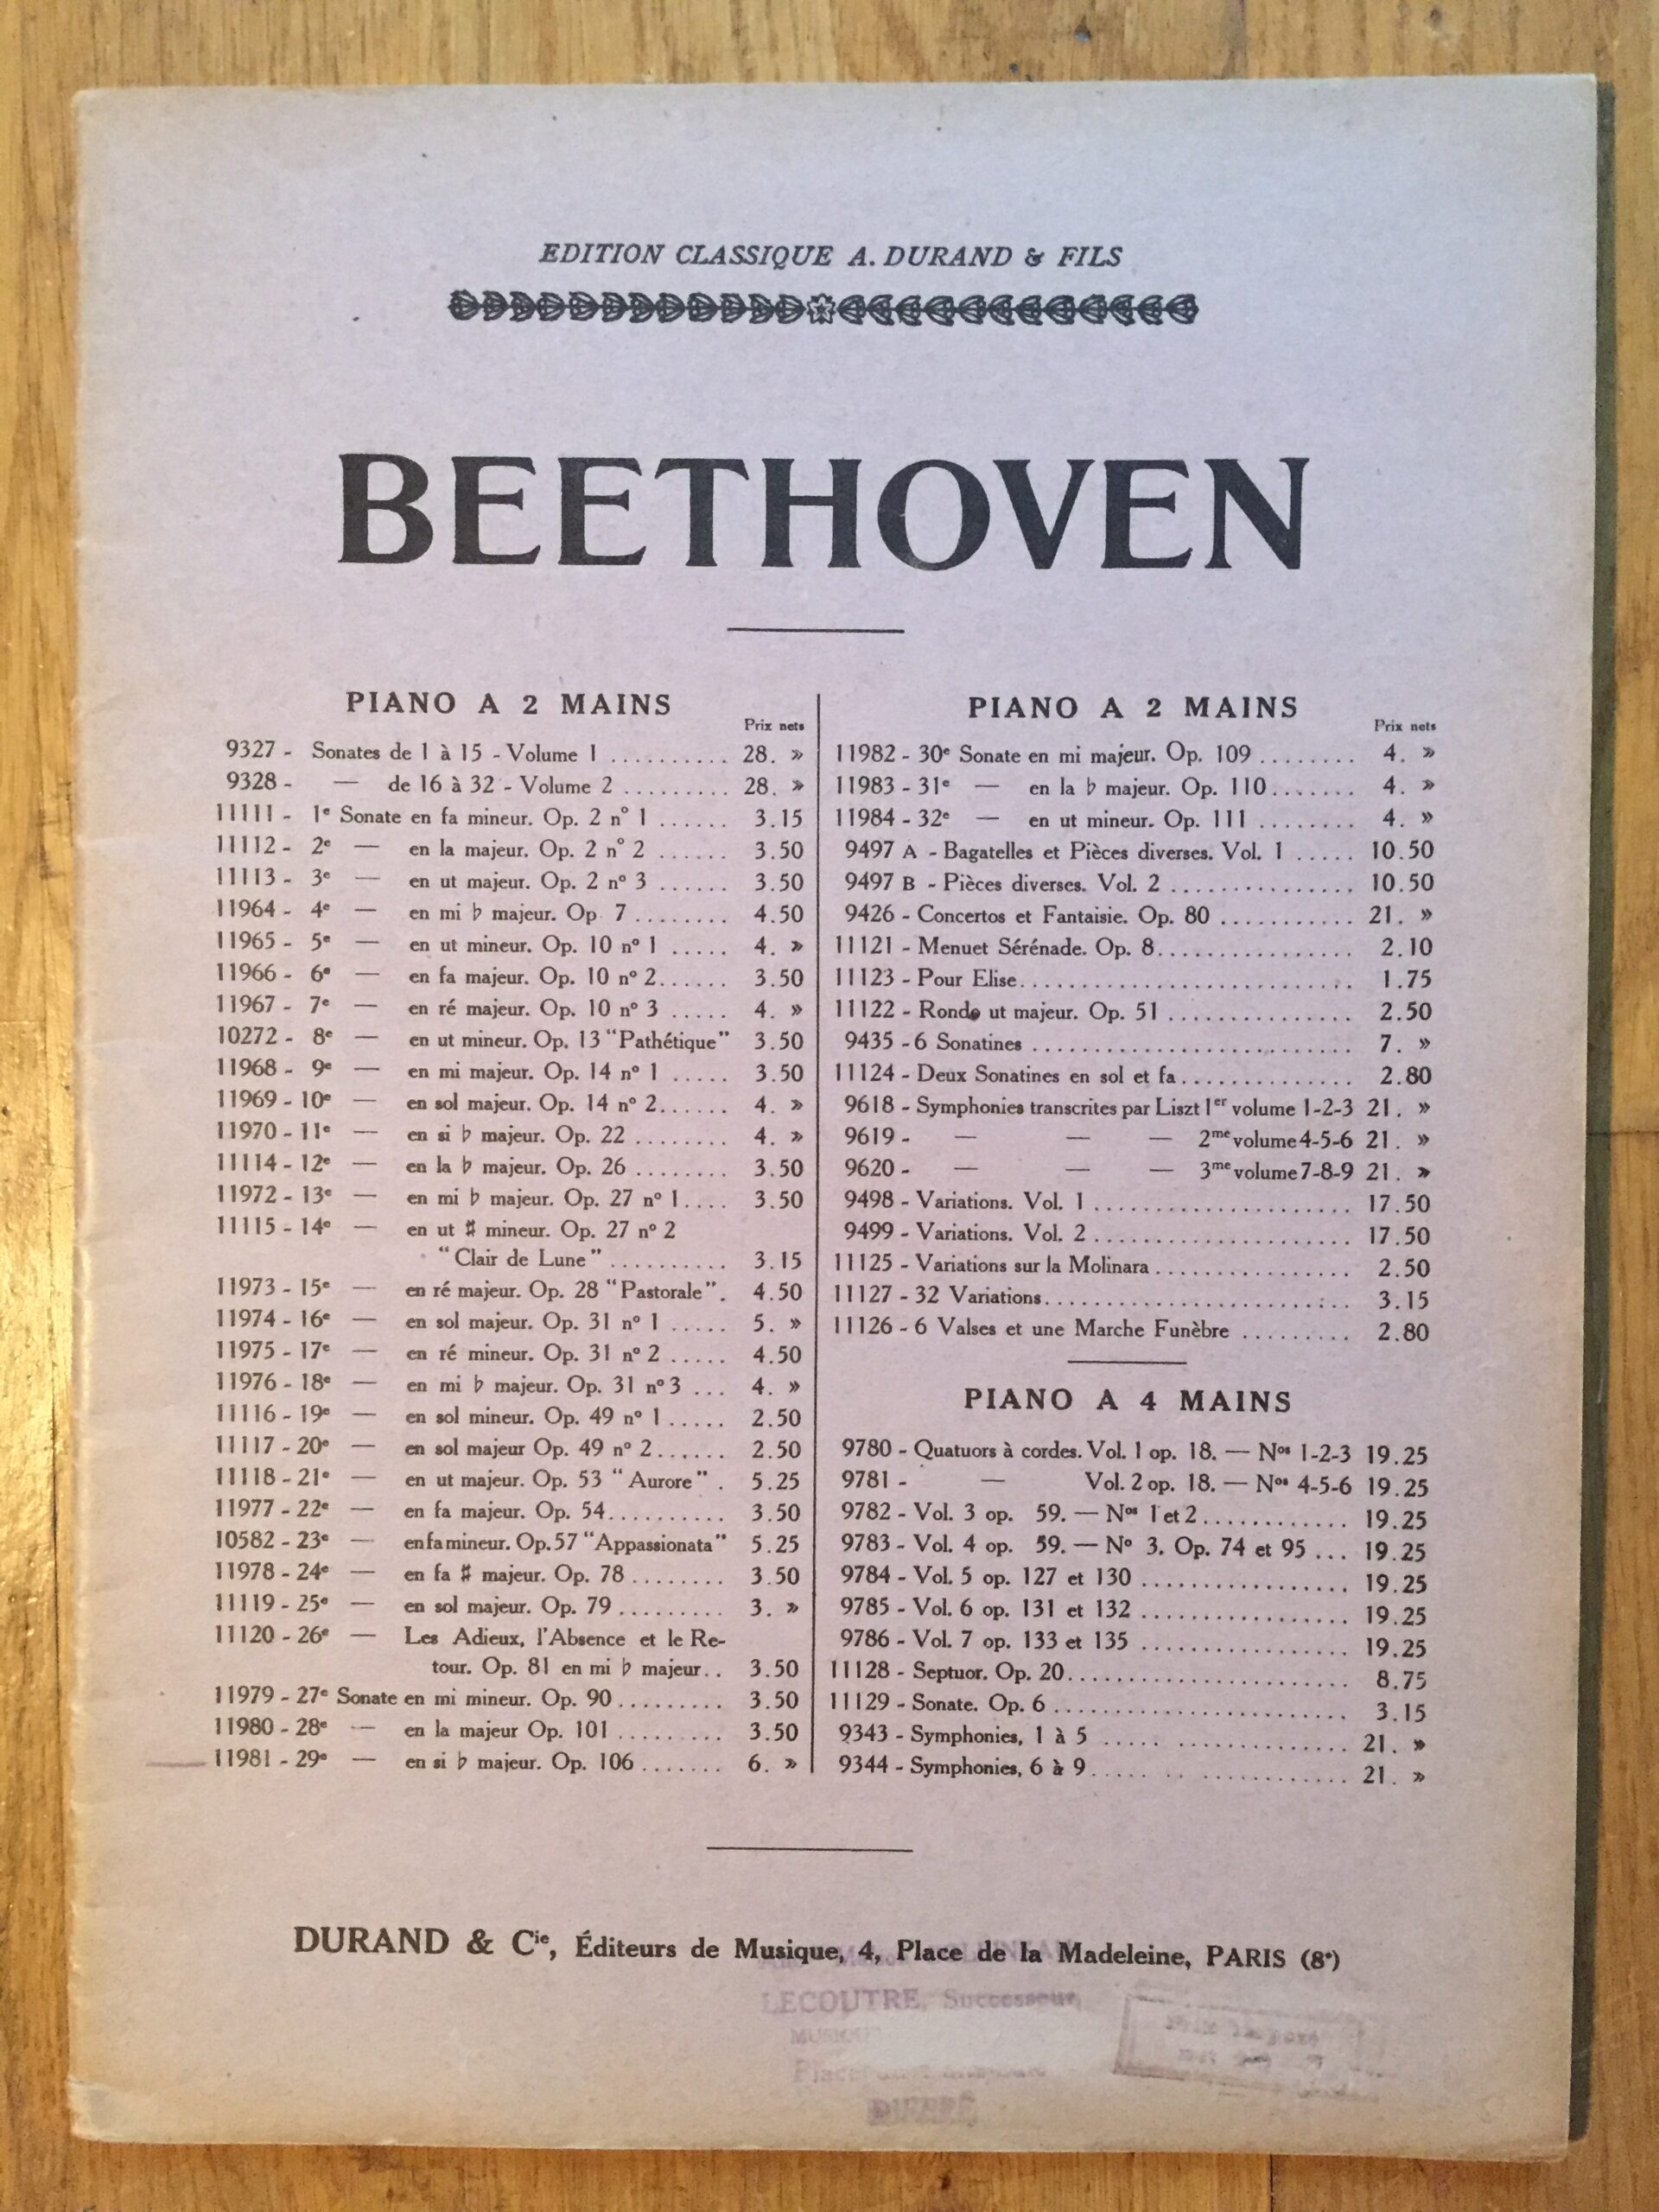 EDITION CLASSIQUE A. DURAND & FILS
BEETHOVEN
PIANO A 2 MAINS
Prix nets
9327 - Sonates de 1 à 15 - Volume 1 .......... 28. »
9328 - — de 16 à 32 - Volume 2 ......... 28. »
11111 - 1e Sonate en fa mineur. Op. 2 n° 1 ...... 3.15
11112 - 2e — en la majeur. Op. 2 n° 2 ...... 3.50
11113 - 3e — en ut majeur. Op. 2 n° 3 ...... 3.50
11964 - 4e — en mi ♭ majeur. Op 7 ........ 4.50
11965 - 5e — en ut mineur. Op. 10 n° 1 ..... 4. »
11966 - 6e — en fa majeur. Op. 10 n° 2...... 3.50
11967 - 7e — en ré majeur. Op. 10 n° 3 ..... 4. »
10272 - 8e — en ut mineur. Op. 13 "Pathétique" 3.50
11968 - 9e — en mi majeur. Op. 14 n° 1 ..... 3.50
11969 - 10e — en sol majeur. Op. 14 n° 2...... 4. »
11970 - 11e — en si ♭ majeur. Op. 22 ........ 4. »
11114 - 12e — en la ♭ majeur. Op. 26 ........ 3.50
11972 - 13e — en mi ♭ majeur. Op. 27 n° 1.... 3.50
11115 - 14e — en ut ♯ mineur. Op. 27 n° 2
"Clair de Lune" .......... 3.15
11973 - 15e — en ré majeur. Op. 28 "Pastorale". 4.50
11974 - 16e — en sol majeur. Op. 31 n° 1 ..... 5. »
11975 - 17e — en ré mineur. Op. 31 n° 2 ..... 4.50
11976 - 18e — en mi ♭ majeur. Op. 31 n° 3 ... 4. »
11116 - 19e — en sol mineur. Op. 49 n° 1 ..... 2.50
11117 - 20e — en sol majeur Op. 49 n° 2...... 2.50
11118 - 21e — en ut majeur. Op. 53 "Aurore" . 5.25
11977 - 22e — en fa majeur. Op. 54.......... 3.50
10582 - 23e — en fa mineur. Op. 57 "Appassionata" 5.25
11978 - 24e — en fa ♯ majeur. Op. 78 ........ 3.50
11119 - 25e — en sol majeur. Op. 79 ......... 3. »
11120 - 26e — Les Adieux, l'Absence et le Re-
tour. Op. 81 en mi ♭ majeur.. 3.50
11979 - 27e Sonate en mi mineur. Op. 90 ......... 3.50
11980 - 28e — en la majeur Op. 101 ......... 3.50
11981 - 29e — en si ♭ majeur. Op. 106 ....... 6. »
PIANO A 2 MAINS
Prix nets
11982 - 30e Sonate en mi majeur. Op. 109 ........ 4. »
11983 - 31e — en la ♭ majeur. Op. 110....... 4. »
11984 - 32e — en ut mineur. Op. 111 ........ 4. »
9497 A - Bagatelles et Pièces diverses. Vol. 1 ..... 10.50
9497 B - Pièces diverses. Vol. 2 ................ 10.50
9426 - Concertos et Fantaisie. Op. 80 ........... 21. »
11121 - Menuet Sérénade. Op. 8................ 2.10
11123 - Pour Elise........................... 1.75
11122 - Rondo ut majeur. Op. 51 ............... 2.50
9435 - 6 Sonatines .......................... 7. »
11124 - Deux Sonatines en sol et fa.............. 2.80
9618 - Symphonies transcrites par Liszt 1er volume 1-2-3 21. »
9619 - — — — 2me volume 4-5-6 21. »
9620 - — — — 3me volume 7-8-9 21. »
9498 - Variations. Vol. 1 ..................... 17.50
9499 - Variations. Vol. 2 ..................... 17.50
11125 - Variations sur la Molinara ................ 2.50
11127 - 32 Variations......................... 3.15
11126 - 6 Valses et une Marche Funèbre ......... 2.80
PIANO A 4 MAINS
9780 - Quatuors à cordes. Vol. 1 op. 18. — Nos 1-2-3 19.25
9781 - — Vol. 2 op. 18. — Nos 4-5-6 19.25
9782 - Vol. 3 op. 59. — Nos 1 et 2............ 19.25
9783 - Vol. 4 op. 59. — N° 3. Op. 74 et 95 ... 19.25
9784 - Vol. 5 op. 127 et 130 ................. 19.25
9785 - Vol. 6 op. 131 et 132 ................. 19.25
9786 - Vol. 7 op. 133 et 135 ................. 19.25
11128 - Septuor. Op. 20....................... 8.75
11129 - Sonate. Op. 6 ........................ 3.15
9343 - Symphonies, 1 à 5 ..................... 21. »
9344 - Symphonies, 6 à 9...................... 21. »
DURAND & Cie, Éditeurs de Musique, 4, Place de la Madeleine, PARIS (8e)
LECOUTRE, Successeur